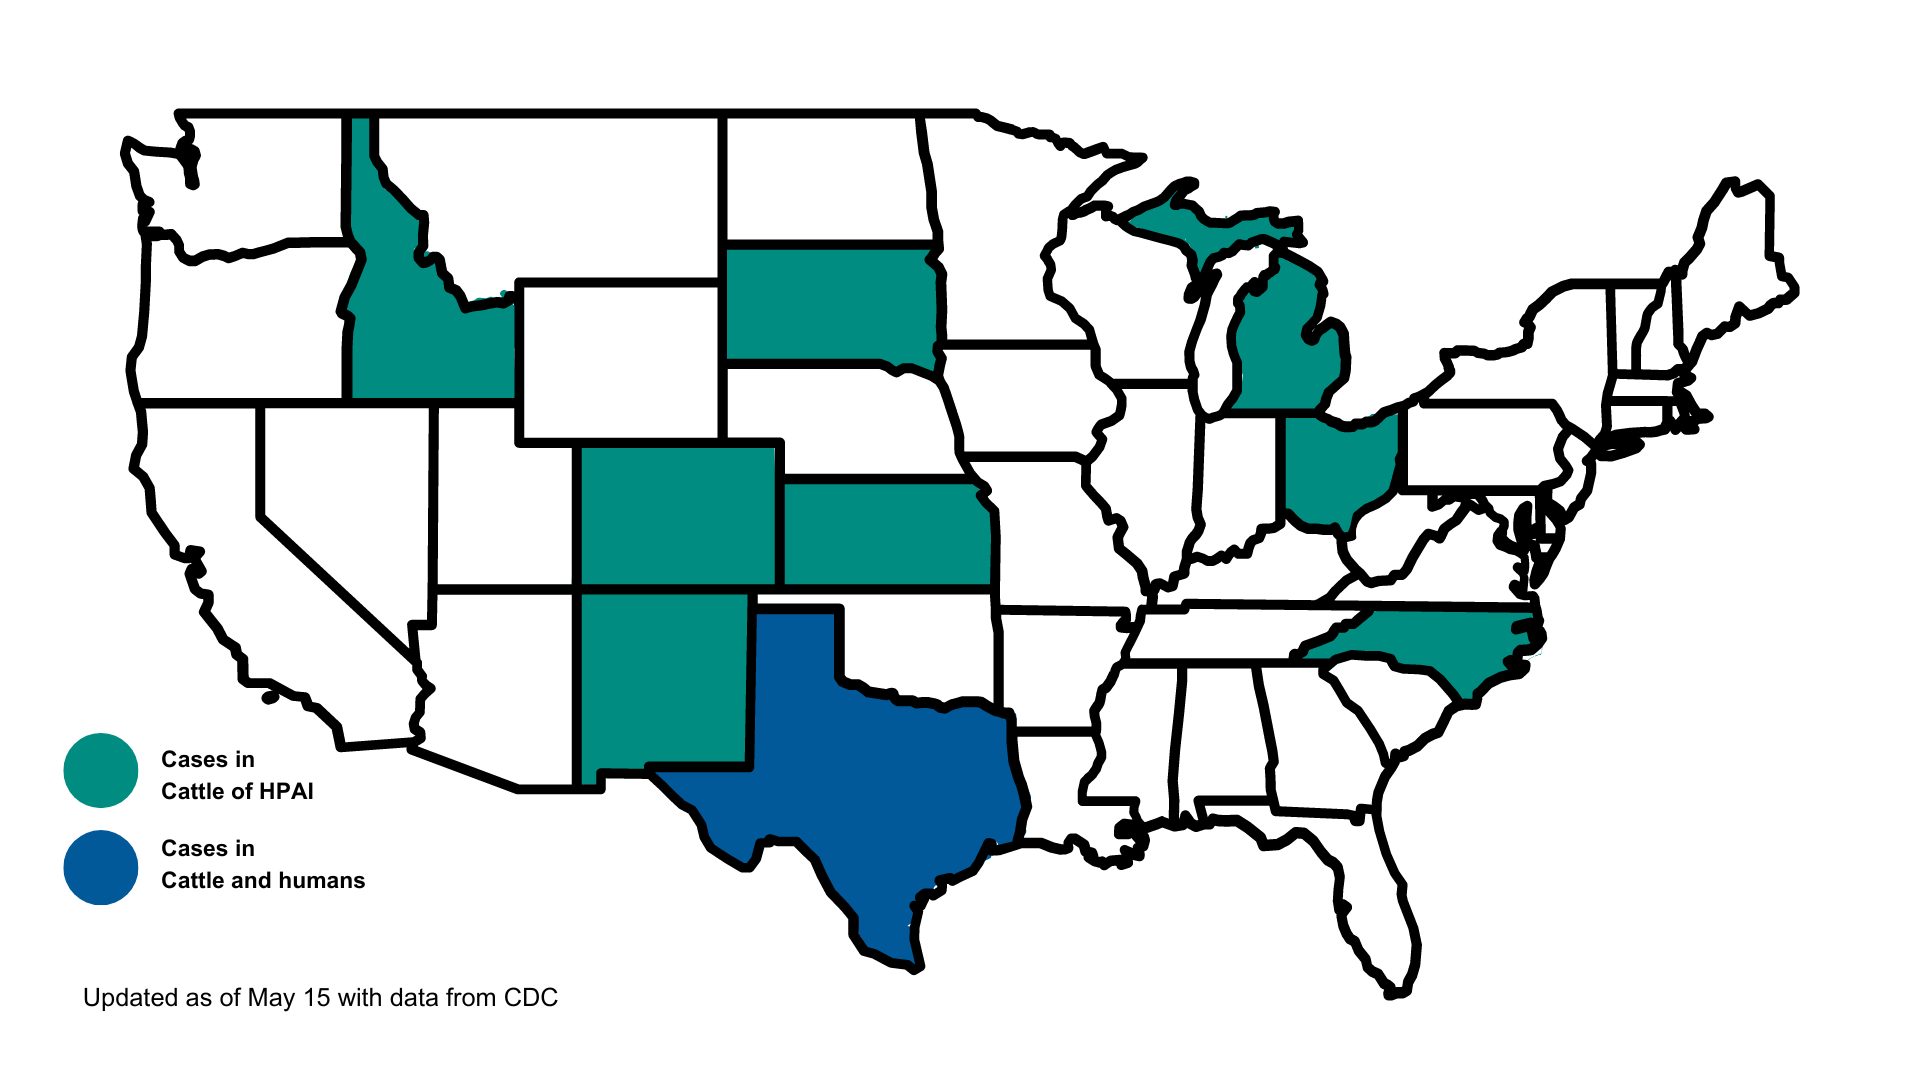 Cases in
Cattle of HPAI
Cases in
Cattle and humans
Updated as of May 15 with data from CDC